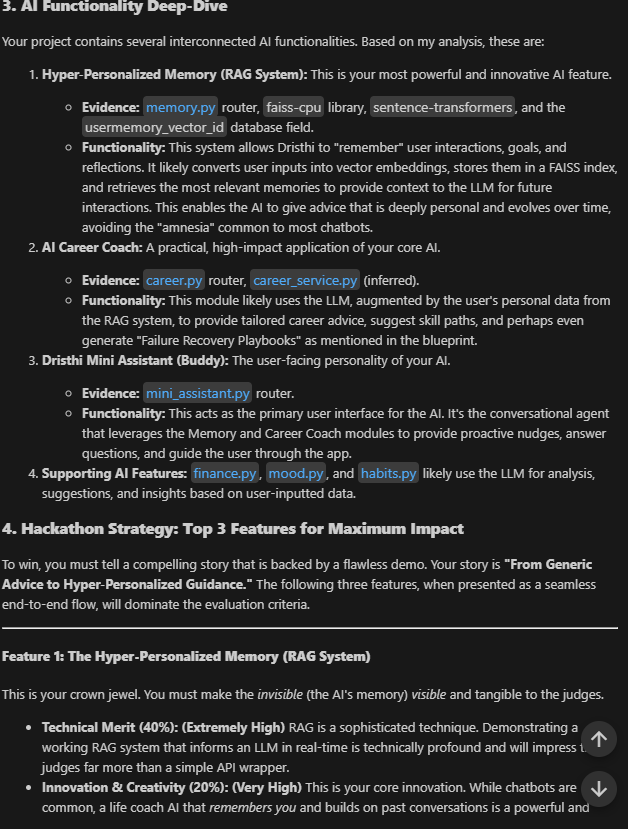 3. AI Functionality Deep-Dive
Your project contains several interconnected AI functionalities. Based on my analysis, these are:
1. Hyper-Personalized Memory (RAG System): This is your most powerful and innovative AI feature.
Evidence: memory.py router, faiss-cpu library, sentence-transformers, and the
usermemory_vector_id database field.
Functionality: This system allows Dristhi to "remember" user interactions, goals, and
reflections. It likely converts user inputs into vector embeddings, stores them in a FAISS index,
and retrieves the most relevant memories to provide context to the LLM for future
interactions. This enables the AI to give advice that is deeply personal and evolves over time,
avoiding the "amnesia" common to most chatbots.
2. AI Career Coach: A practical, high-impact application of your core AI.
Evidence: career.py router, career_service.py (inferred).
Functionality: This module likely uses the LLM, augmented by the user's personal data from
the RAG system, to provide tailored career advice, suggest skill paths, and perhaps even
generate "Failure Recovery Playbooks" as mentioned in the blueprint.
3. Dristhi Mini Assistant (Buddy): The user-facing personality of your AI.
Evidence: mini_assistant.py router.
Functionality: This acts as the primary user interface for the AI. It's the conversational agent
that leverages the Memory and Career Coach modules to provide proactive nudges, answer
questions, and guide the user through the app.
4. Supporting AI Features: finance.py, mood.py, and habits.py likely use the LLM for analysis,
suggestions, and insights based on user-inputted data.
4. Hackathon Strategy: Top 3 Features for Maximum Impact
To win, you must tell a compelling story that is backed by a flawless demo. Your story is "From Generic
Advice to Hyper-Personalized Guidance." The following three features, when presented as a seamless
end-to-end flow, will dominate the evaluation criteria.
Feature 1: The Hyper-Personalized Memory (RAG System)
This is your crown jewel. You must make the invisible (the AI's memory) visible and tangible to the judges.
Technical Merit (40%): (Extremely High) RAG is a sophisticated technique. Demonstrating a
working RAG system that informs an LLM in real-time is technically profound and will impress
judges far more than a simple API wrapper.
Innovation & Creativity (20%): (Very High) This is your core innovation. While chatbots are
common, a life coach AI that remembers you and builds on past conversations is a powerful and